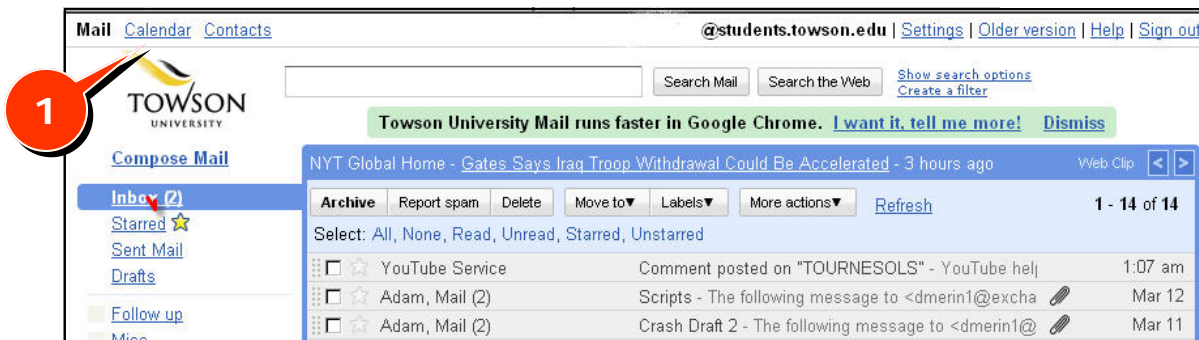 Mail Calendar Contacts
@students.towson.edu | Settings | Older version | Help | Sign out
1
TOWSON
UNIVERSITY
Search Mail Search the Web Show search options
Create a filter
Towson University Mail runs faster in Google Chrome. I want it, tell me more! Dismiss
Compose Mail
NYT Global Home - Gates Says Iraq Troop Withdrawal Could Be Accelerated - 3 hours ago Web Clip < >
Inbox (2)
Starred
Sent Mail
Drafts
Follow up
Misc
Archive Report spam Delete Move to▼ Labels▼ More actions▼ Refresh 1 - 14 of 14
Select: All, None, Read, Unread, Starred, Unstarred
YouTube Service Comment posted on "TOURNESOLS" - YouTube help 1:07 am
Adam, Mail (2) Scripts - The following message to <dmerin1@excha Mar 12
Adam, Mail (2) Crash Draft 2 - The following message to <dmerin1@ Mar 11